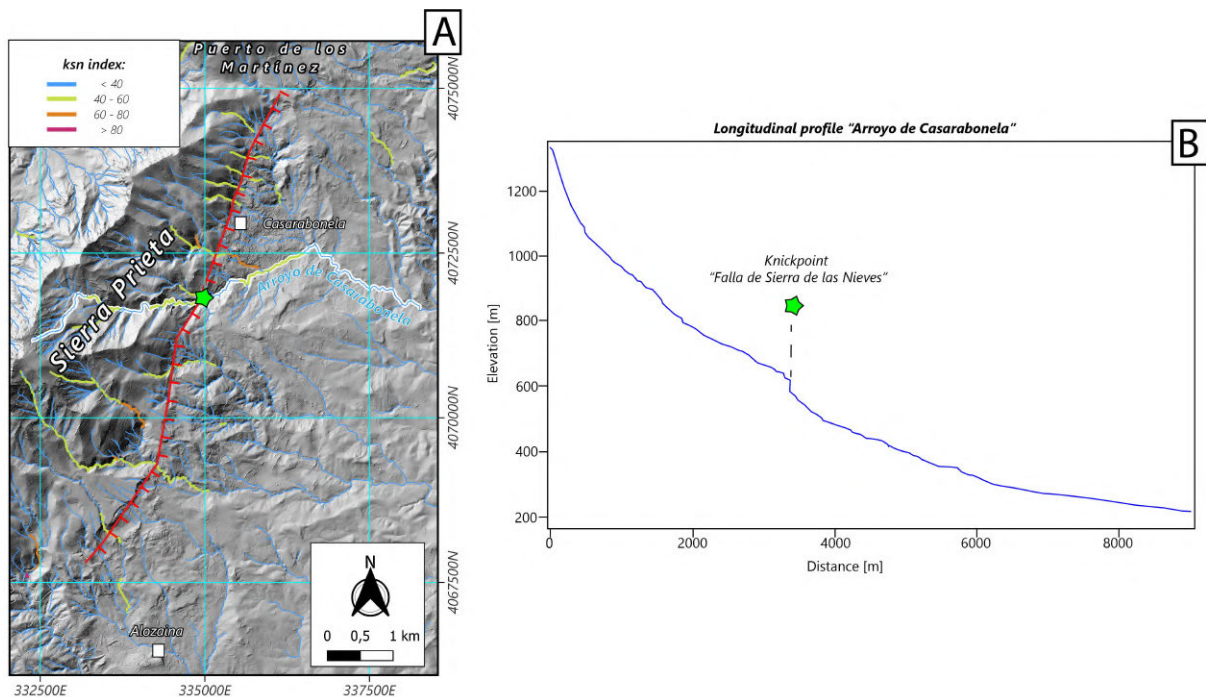 A
Puerto de los
Martínez
ksn index:
< 40
40 - 60
60 - 80
> 80
Casarabonela
Sierra Prieta
Arroyo de Casarabonela
Alozaina
N
0 0,5 1 km
332500E 335000E 337500E
4075000N
4072500N
4070000N
4067500N
B
Longitudinal profile "Arroyo de Casarabonela"
Knickpoint
"Falla de Sierra de las Nieves"
Elevation [m]
1200
1000
800
600
400
200
0 2000 4000 6000 8000
Distance [m]